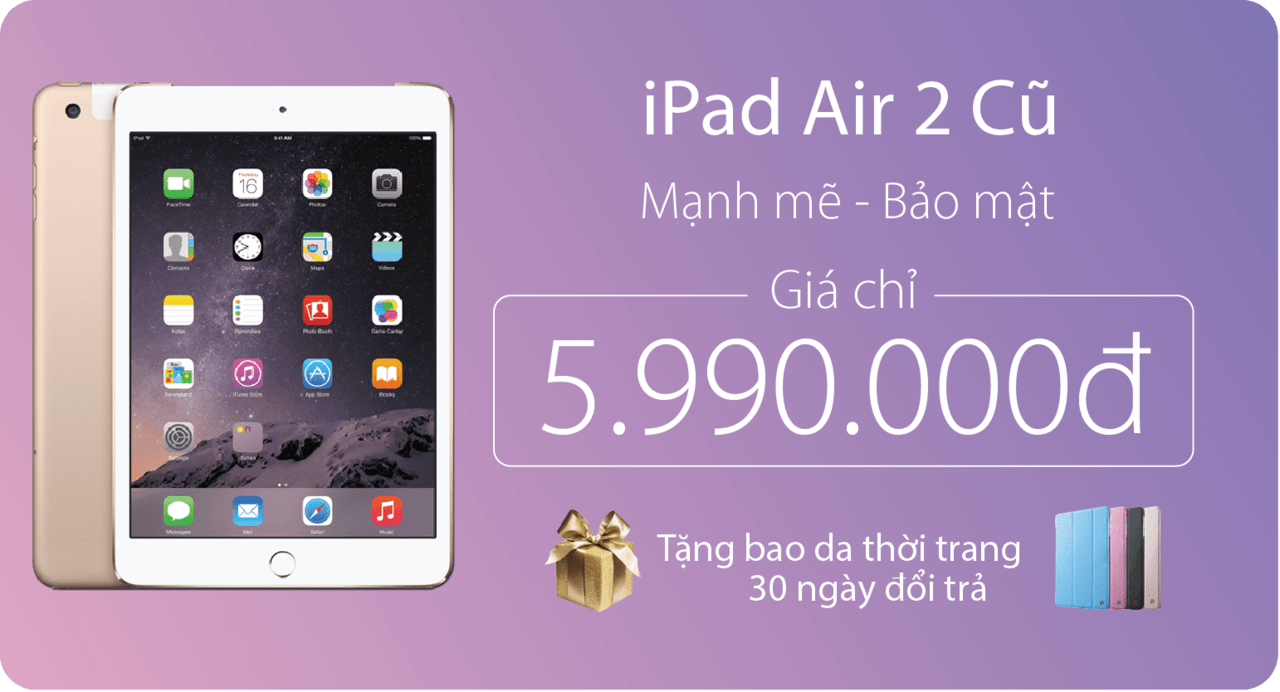 iPad Air 2 Cũ
Mạnh mẽ - Bảo mật
Giá chỉ
5.990.000đ
Tặng bao da thời trang
30 ngày đổi trả
iPad 9:41 AM 100%
Thursday
16
FaceTime Calendar Photos Camera
Contacts Clock Maps Videos
Notes Reminders Photo Booth Game Center
Newsstand iTunes Store App Store iBooks
Settings Extras
Messages Mail Safari Music